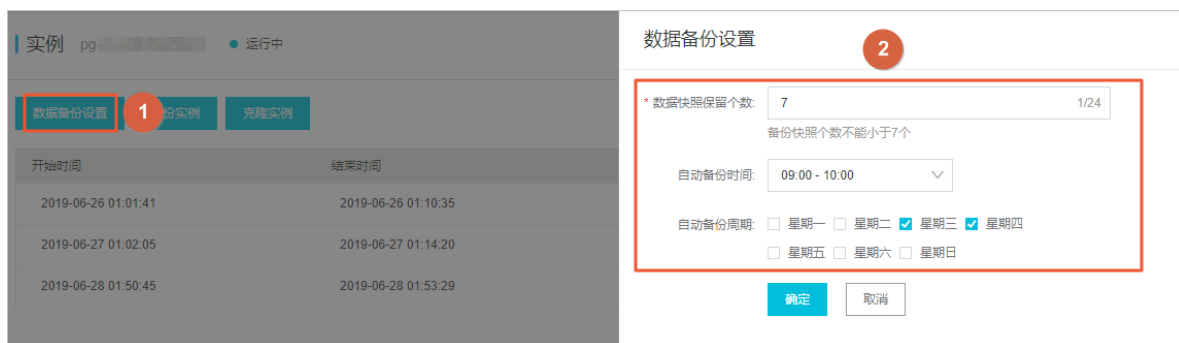 实例 pg- 运行中
数据备份设置 1 份实例 克隆实例
开始时间 结束时间
2019-06-26 01:01:41 2019-06-26 01:10:35
2019-06-27 01:02:05 2019-06-27 01:14:20
2019-06-28 01:50:45 2019-06-28 01:53:29
数据备份设置 2
* 数据快照保留个数: 7 1/24
备份快照个数不能小于7个
自动备份时间: 09:00 - 10:00
自动备份周期: 星期一 星期二 星期三 星期四
星期五 星期六 星期日
确定 取消